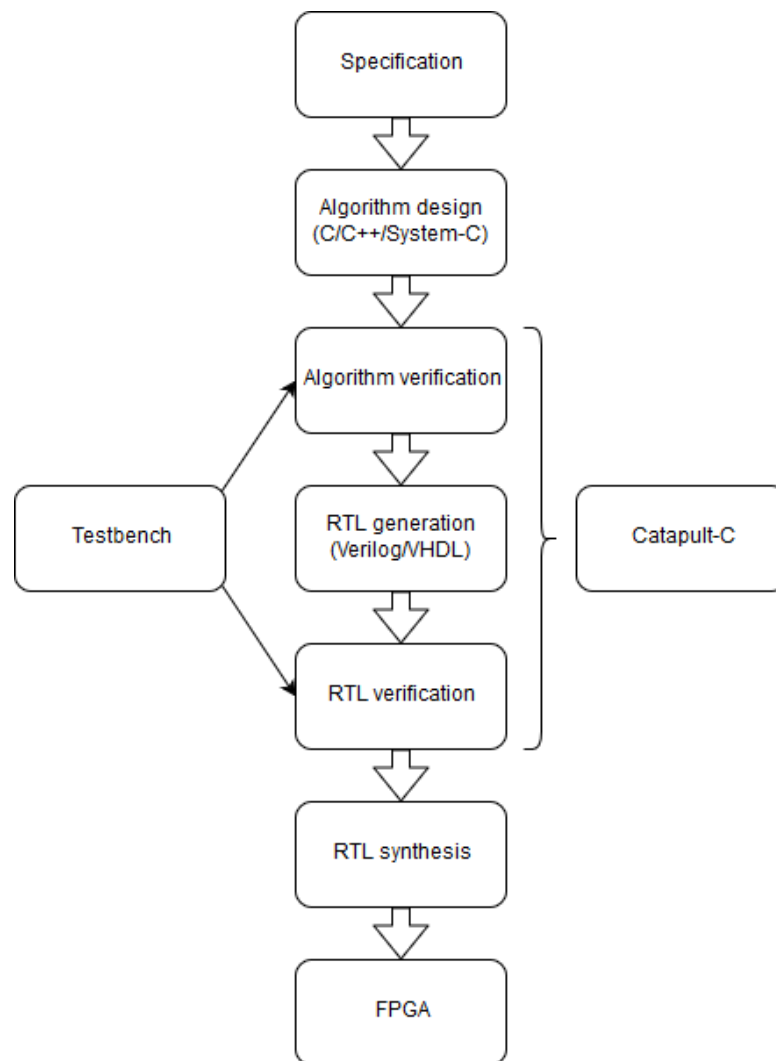 Specification
Algorithm design
(C/C++/System-C)
Algorithm verification
Testbench
RTL generation
(Verilog/VHDL)
Catapult-C
RTL verification
RTL synthesis
FPGA